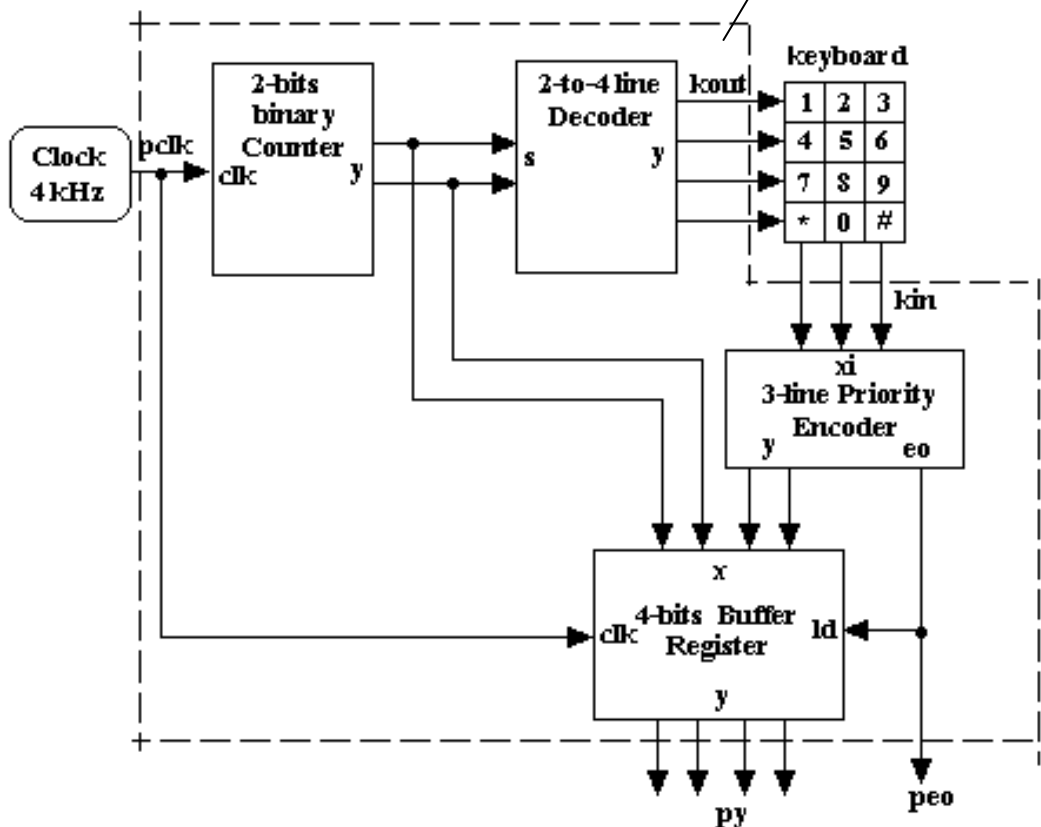 keyboard
2-bits
binary
Counter
2-to-4 line
Decoder
kout
1 2 3
4 5 6
7 8 9
* 0 #
Clock
4 kHz
pclk
clk
y
s
y
kin
xi
3-line Priority
Encoder
y
eo
x
4-bits Buffer
Register
clk
ld
y
py
peo